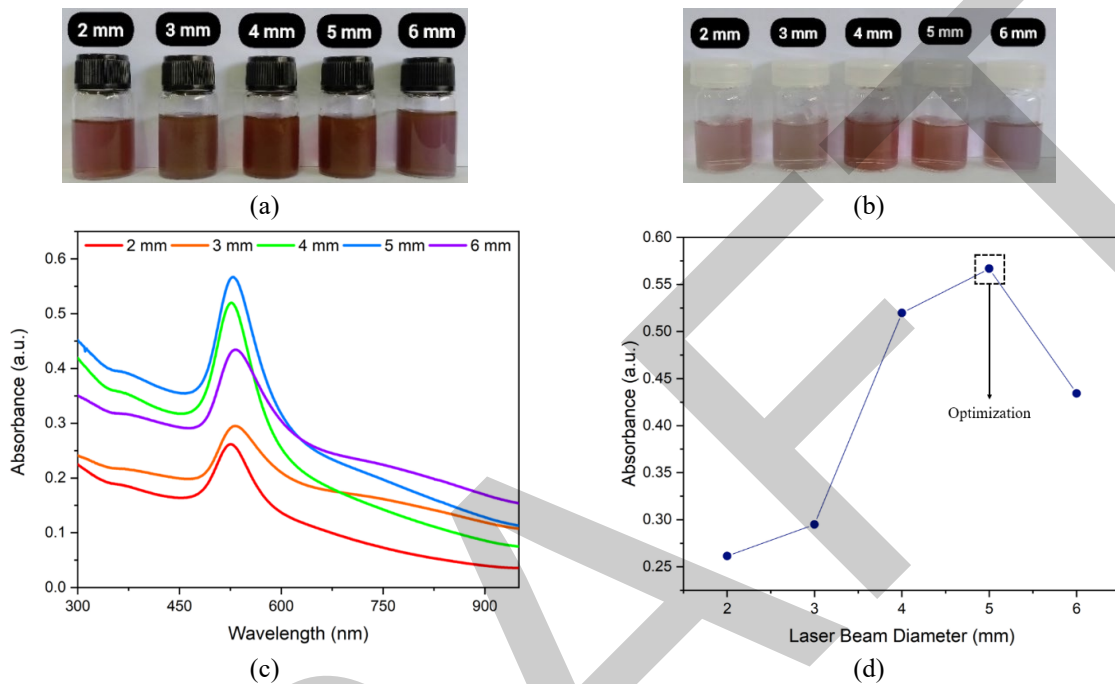 2 mm 3 mm 4 mm 5 mm 6 mm
2 mm 3 mm 4 mm 5 mm 6 mm
(a)
(b)
2 mm 3 mm 4 mm 5 mm 6 mm
0.6
0.5
0.4
0.3
0.2
0.1
0.0
Absorbance (a.u.)
300 450 600 750 900
Wavelength (nm)
(c)
0.60
0.55
0.50
0.45
0.40
0.35
0.30
0.25
Absorbance (a.u.)
Optimization
2 3 4 5 6
Laser Beam Diameter (mm)
(d)